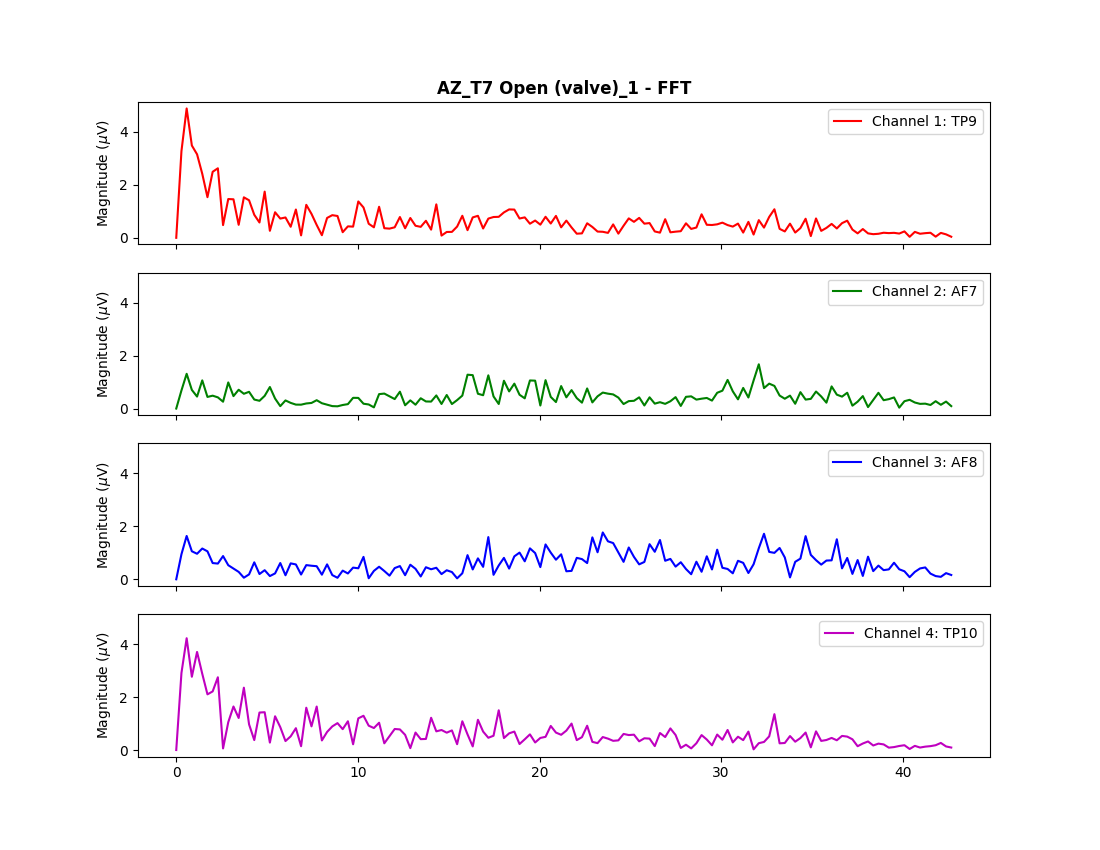 AZ_T7 Open (valve)_1 - FFT
Magnitude (μV)
4
2
0
Channel 1: TP9
Magnitude (μV)
4
2
0
Channel 2: AF7
Magnitude (μV)
4
2
0
Channel 3: AF8
Magnitude (μV)
4
2
0
Channel 4: TP10
0 10 20 30 40